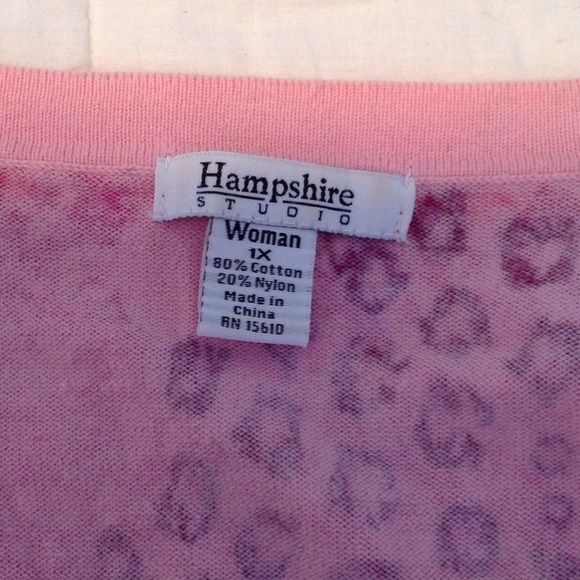 Hampshire
STUDIO
Woman
1X
80% Cotton
20% Nylon
Made in
China
RN 15610